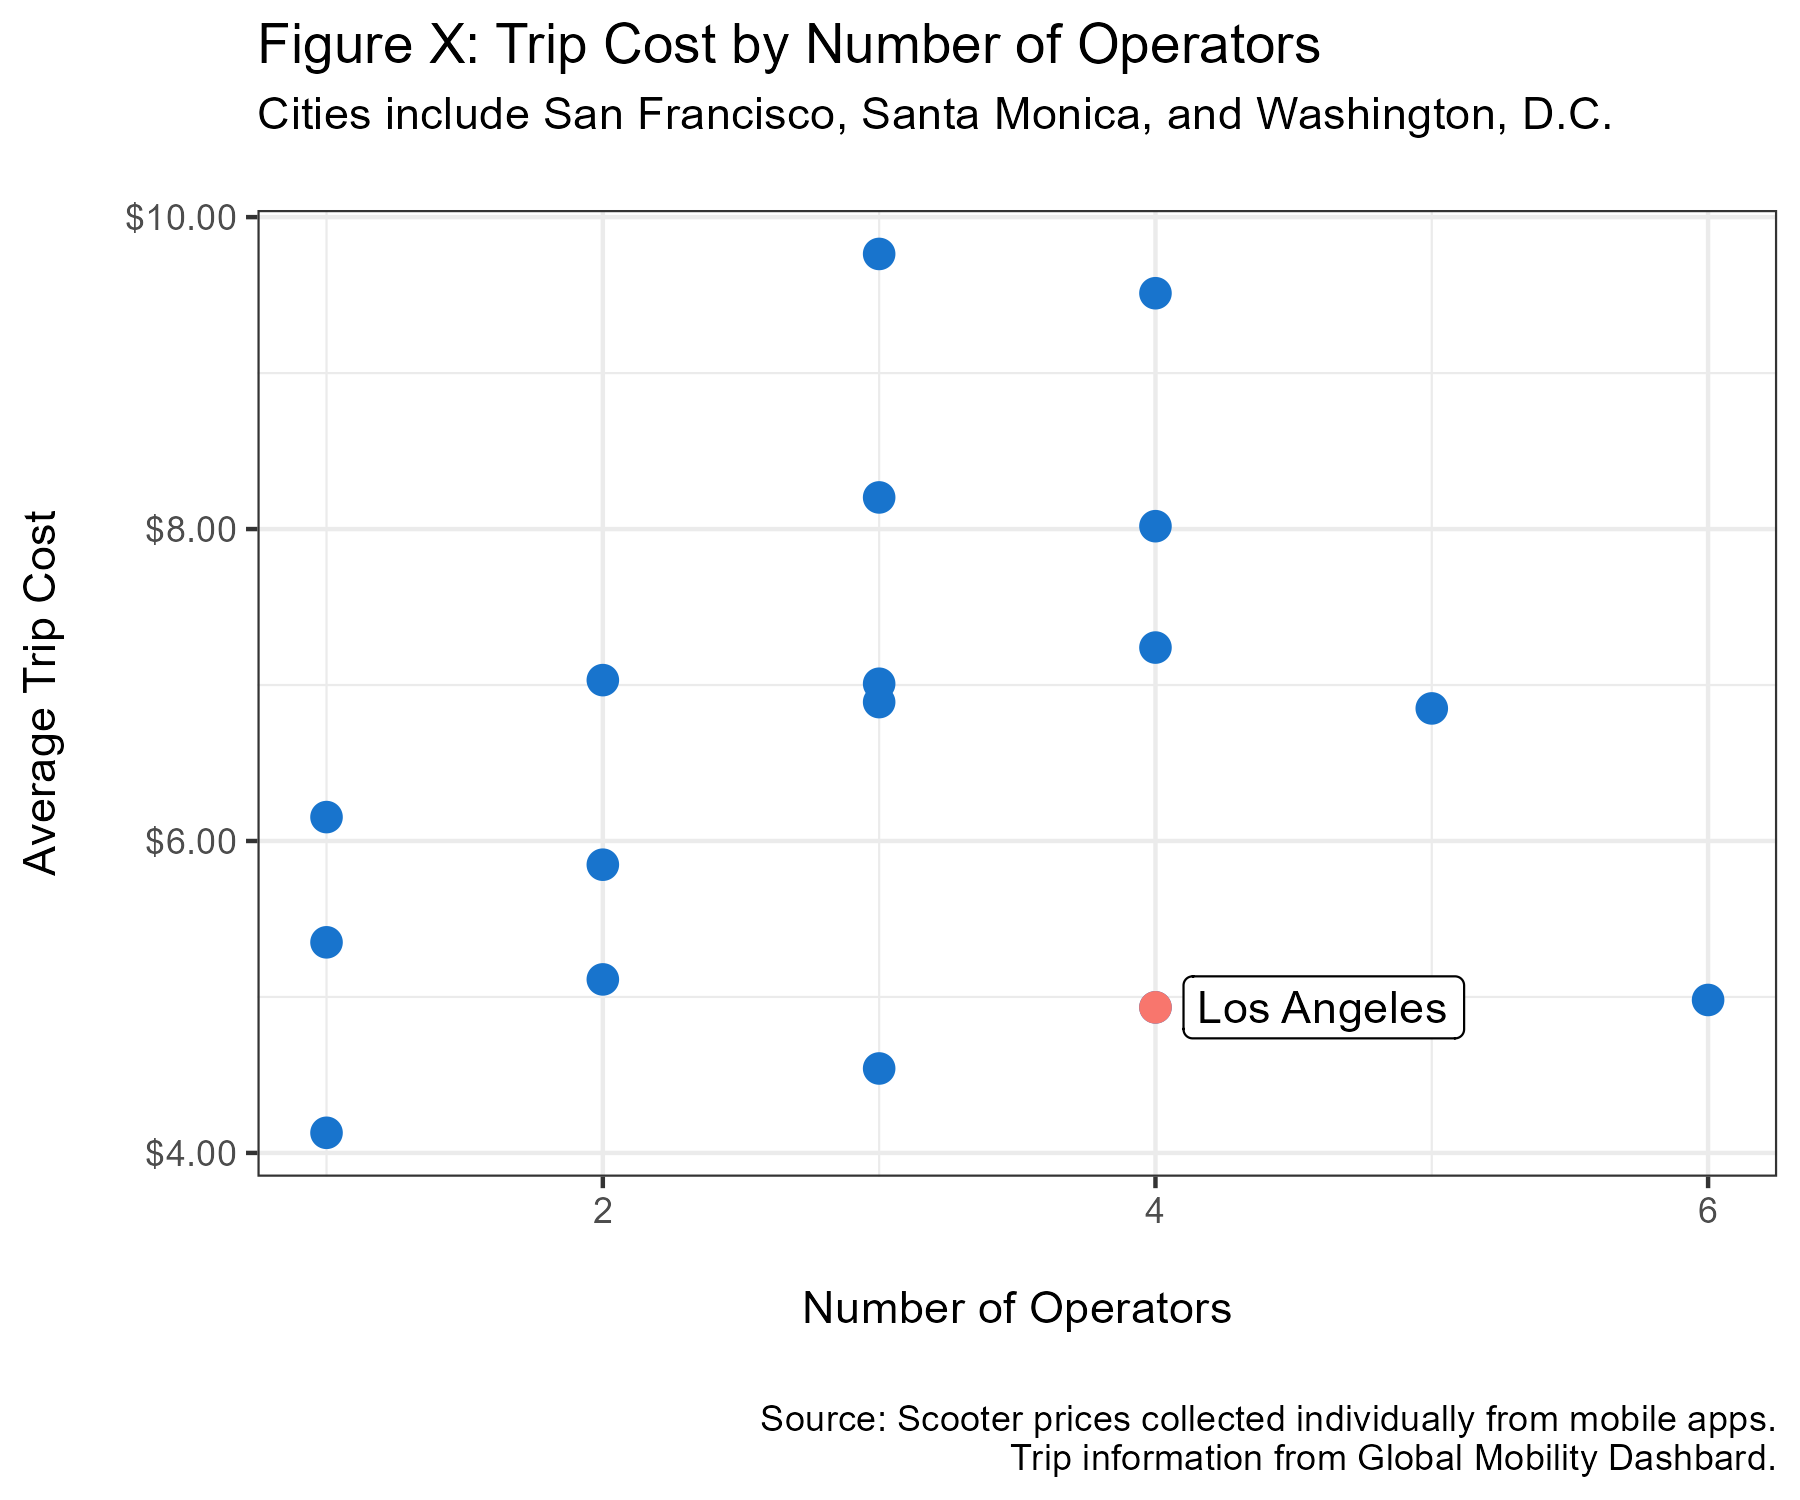 Figure X: Trip Cost by Number of Operators
Cities include San Francisco, Santa Monica, and Washington, D.C.
$10.00
$8.00
$6.00
$4.00
Average Trip Cost
Los Angeles
2
4
6
Number of Operators
Source: Scooter prices collected individually from mobile apps.
Trip information from Global Mobility Dashbard.